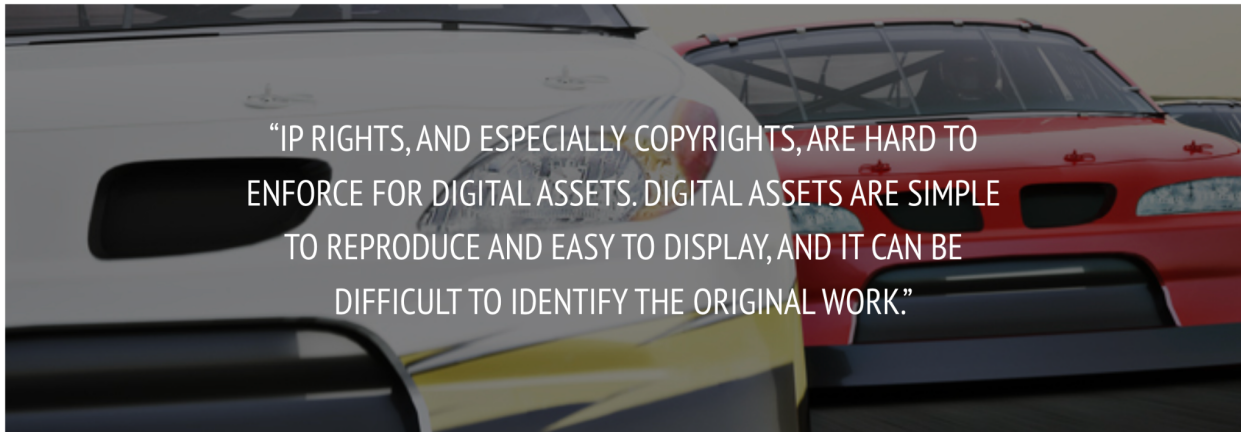 “IP RIGHTS, AND ESPECIALLY COPYRIGHTS, ARE HARD TO
ENFORCE FOR DIGITAL ASSETS. DIGITAL ASSETS ARE SIMPLE
TO REPRODUCE AND EASY TO DISPLAY, AND IT CAN BE
DIFFICULT TO IDENTIFY THE ORIGINAL WORK.”